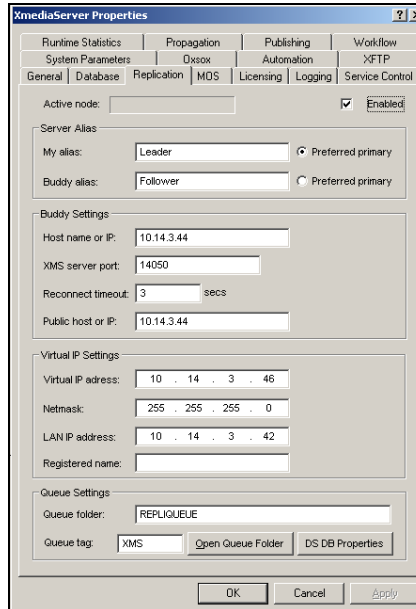 XmediaServer Properties ? X
Runtime Statistics Propagation Publishing Workflow
System Parameters Oxsox Automation XFTP
General Database Replication MOS Licensing Logging Service Control
Active node: Enabled
Server Alias
My alias: Leader Preferred primary
Buddy alias: Follower Preferred primary
Buddy Settings
Host name or IP: 10.14.3.44
XMS server port: 14050
Reconnect timeout: 3 secs
Public host or IP: 10.14.3.44
Virtual IP Settings
Virtual IP adress: 10 . 14 . 3 . 46
Netmask: 255 . 255 . 255 . 0
LAN IP address: 10 . 14 . 3 . 42
Registered name:
Queue Settings
Queue folder: REPLIQUEUE
Queue tag: XMS Open Queue Folder DS DB Properties
OK Cancel Apply